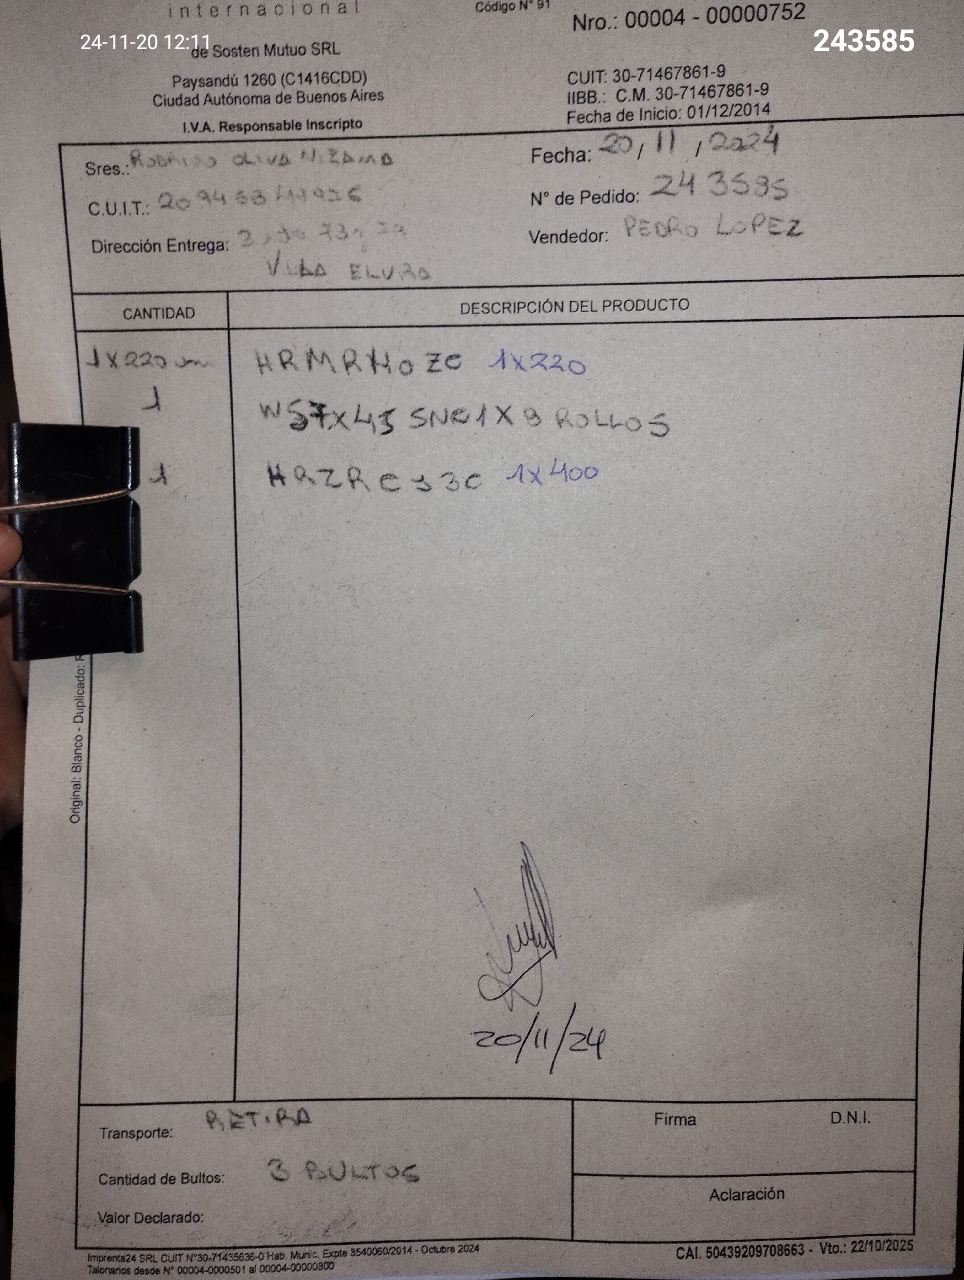 internacional
Código N° 91
Nro.: 00004 - 00000752
24-11-20 12:11
243585
de Sosten Mutuo SRL
Paysandú 1260 (C1416CDD)
Ciudad Autónoma de Buenos Aires
I.V.A. Responsable Inscripto
CUIT: 30-71467861-9
IIBB.: C.M. 30-71467861-9
Fecha de Inicio: 01/12/2014
Sres.: RODRIGO OLIVA NIZAMA
Fecha: 20/11/2024
C.U.I.T.:
N° de Pedido: 243585
Dirección Entrega:
VILLA ELVIRA
Vendedor: PEDRO LOPEZ
CANTIDAD DESCRIPCIÓN DEL PRODUCTO
1X220 1X220
1 W57X45 SNC1X8 ROLLOS
1 1X400
Original: Blanco - Duplicado:
20/11/24
Transporte: RETIRA
Firma D.N.I.
Cantidad de Bultos: 3 BULTOS
Aclaración
Valor Declarado:
Imprenta24 SRL CUIT N°30-71435636-0 Hab. Munic. Expte 3540060/2014 - Octubre 2024
Talonarios desde N° 00004-0000501 al 00004-00000800
CAI. 50439209708663 - Vto.: 22/10/2025